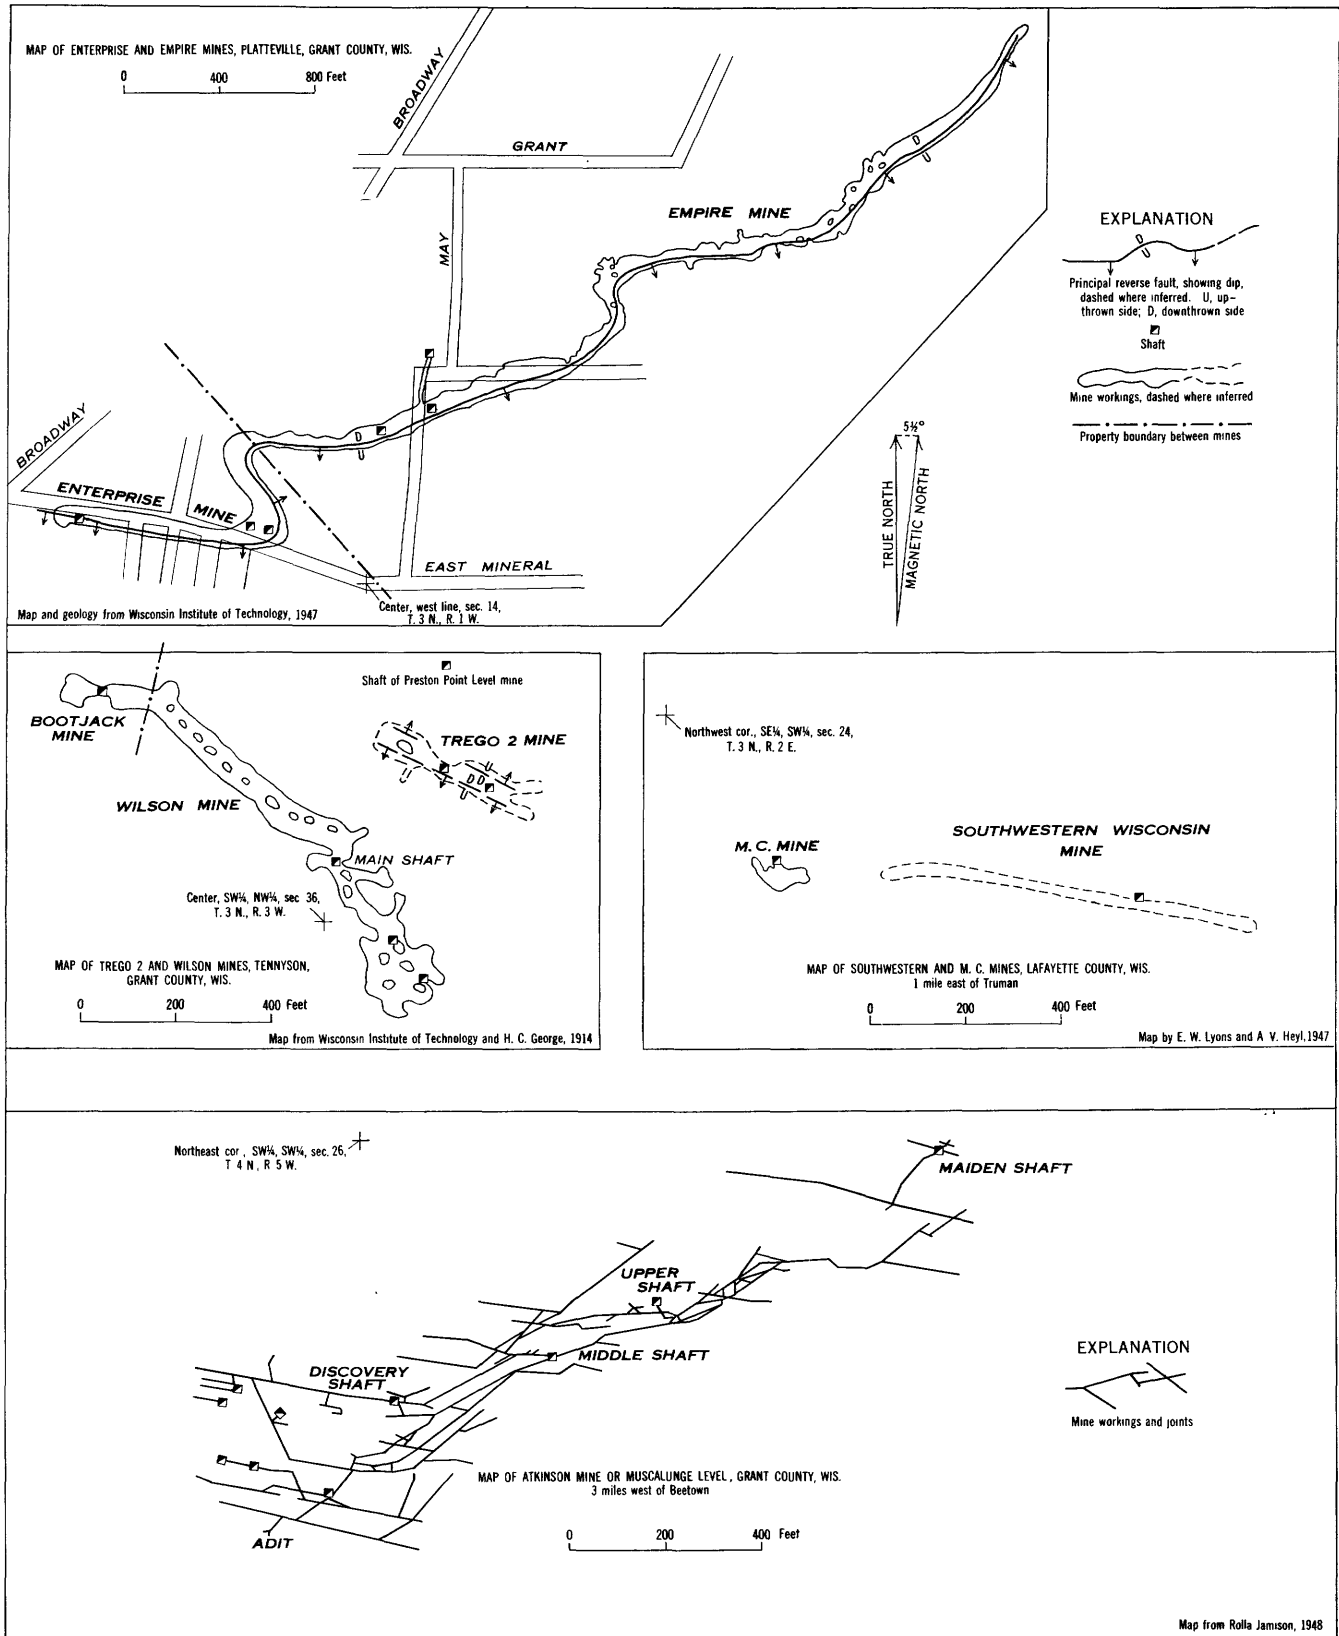 MAP OF ENTERPRISE AND EMPIRE MINES, PLATTEVILLE, GRANT COUNTY, WIS.
0 400 800 Feet
BROADWAY
GRANT
MAY
EMPIRE MINE
EXPLANATION
D
U
Principal reverse fault, showing dip,
dashed where inferred. U, up-
thrown side; D, downthrown side
Shaft
Mine workings, dashed where inferred
Property boundary between mines
5½°
TRUE NORTH
MAGNETIC NORTH
D
U
D
U
BROADWAY
ENTERPRISE MINE
EAST MINERAL
Center, west line, sec. 14,
T. 3 N., R. 1 W.
Map and geology from Wisconsin Institute of Technology, 1947
Shaft of Preston Point Level mine
BOOTJACK
MINE
TREGO 2 MINE
U
D D
U
U
WILSON MINE
MAIN SHAFT
Center, SW¼, NW¼, sec 36,
T. 3 N., R. 3 W.
MAP OF TREGO 2 AND WILSON MINES, TENNYSON,
GRANT COUNTY, WIS.
0 200 400 Feet
Map from Wisconsin Institute of Technology and H. C. George, 1914
Northwest cor., SE¼, SW¼, sec. 24,
T. 3 N., R. 2 E.
M. C. MINE
SOUTHWESTERN WISCONSIN
MINE
MAP OF SOUTHWESTERN AND M. C. MINES, LAFAYETTE COUNTY, WIS.
1 mile east of Truman
0 200 400 Feet
Map by E. W. Lyons and A V. Heyl, 1947
Northeast cor, SW¼, SW¼, sec. 26,
T 4 N, R 5 W.
MAIDEN SHAFT
UPPER
SHAFT
MIDDLE SHAFT
DISCOVERY
SHAFT
EXPLANATION
Mine workings and joints
MAP OF ATKINSON MINE OR MUSCALUNGE LEVEL, GRANT COUNTY, WIS.
3 miles west of Beetown
ADIT
0 200 400 Feet
Map from Rolla Jamison, 1948